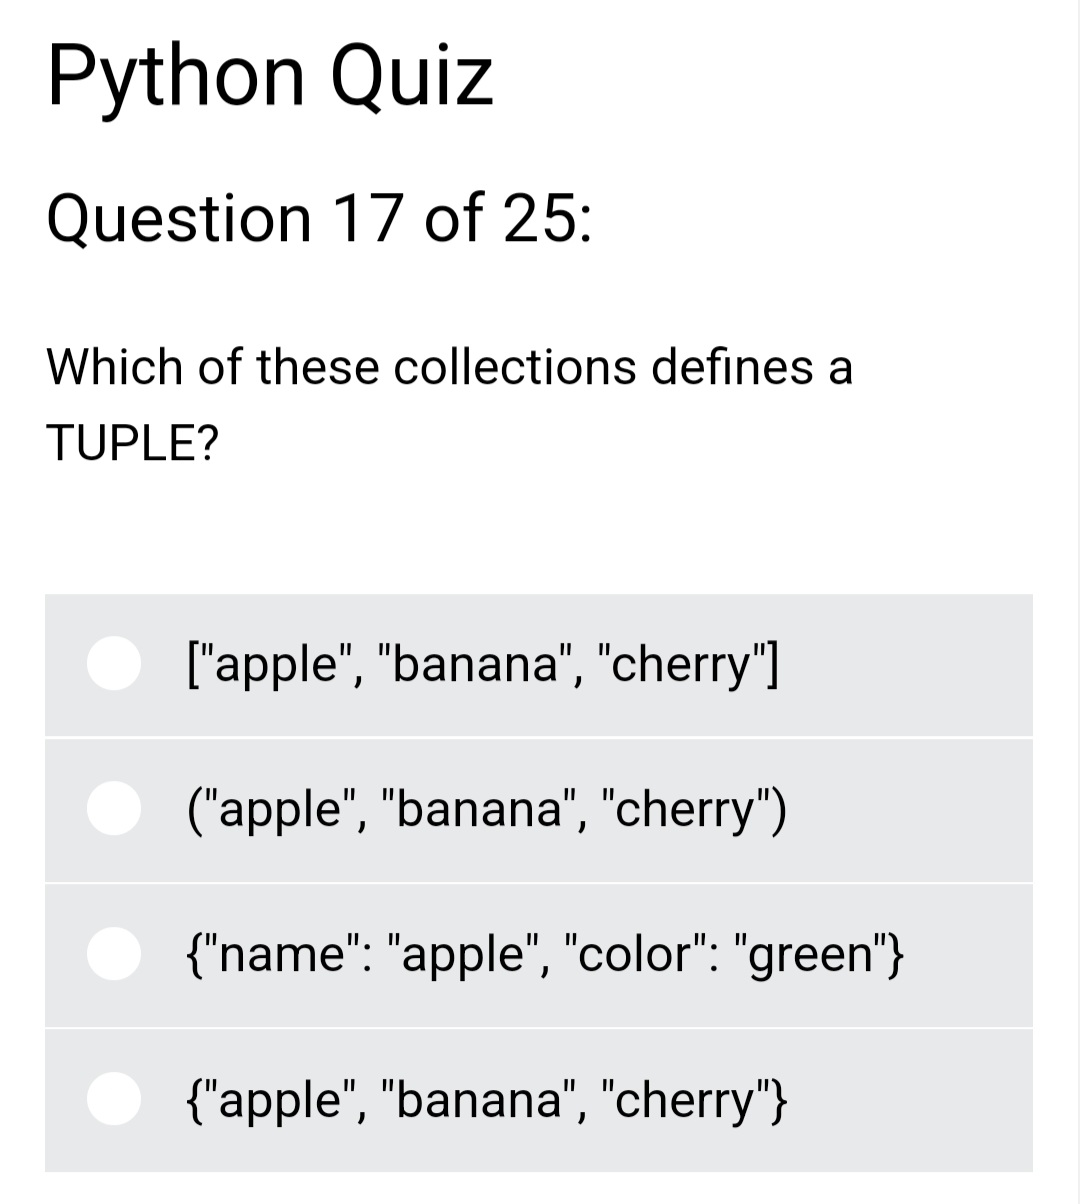 Python Quiz
Question 17 of 25:
Which of these collections defines a
TUPLE?
["apple", "banana", "cherry"]
("apple", "banana", "cherry")
{"name": "apple", "color": "green"}
{"apple", "banana", "cherry"}